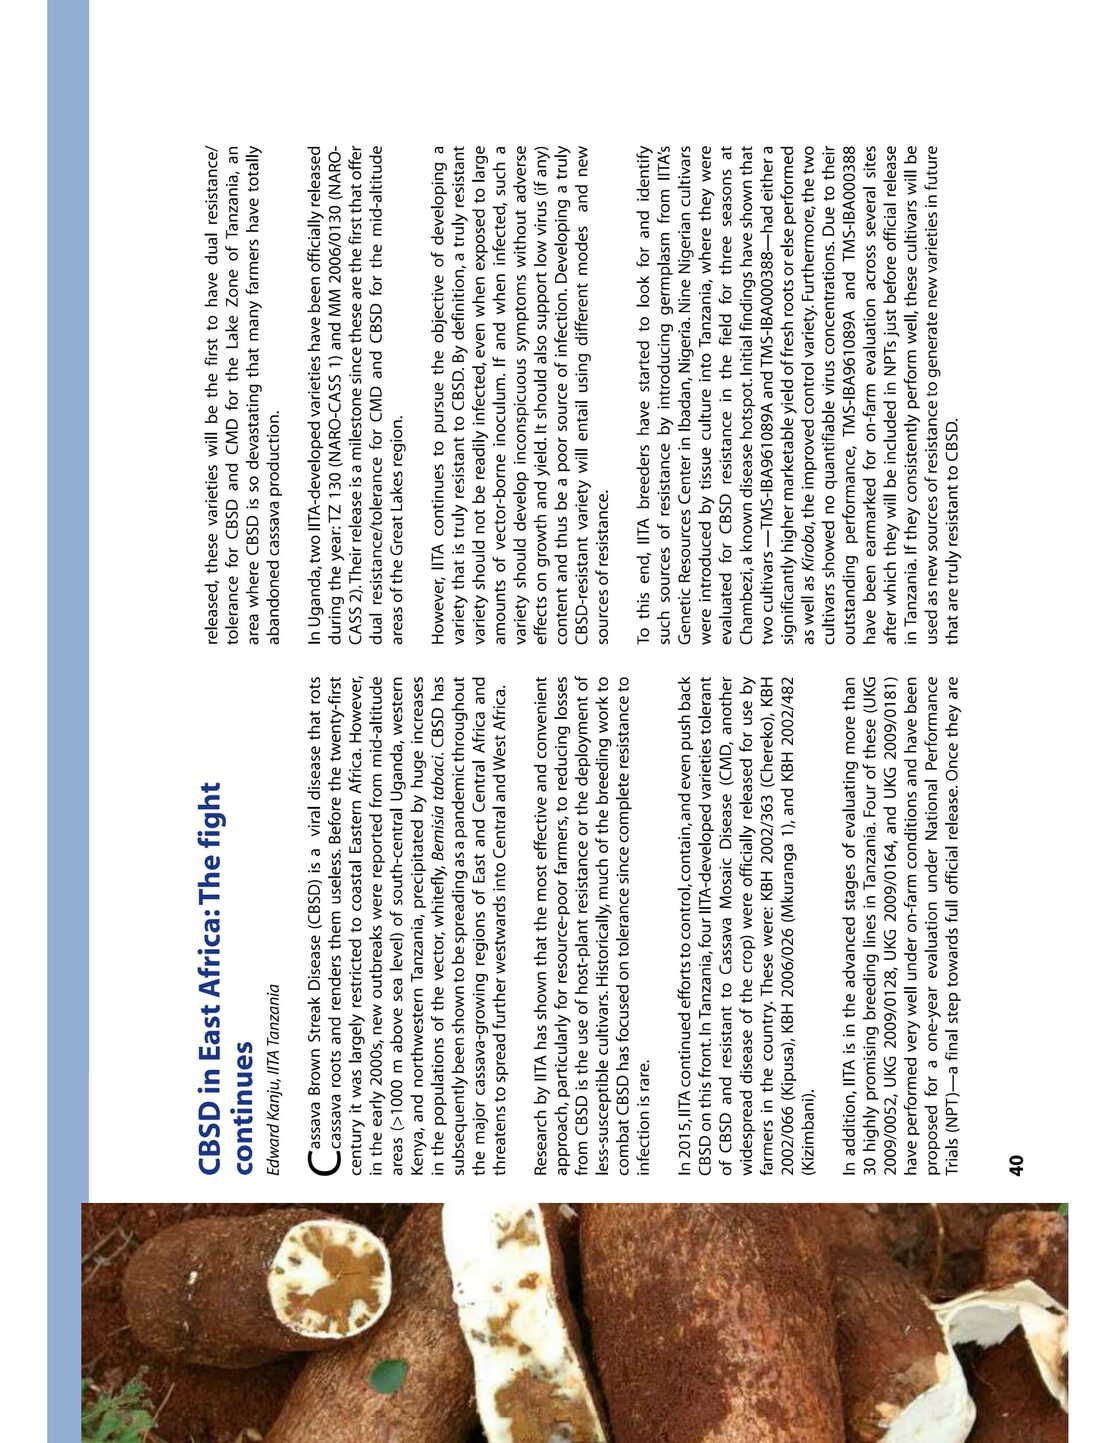 CBSD in East Africa: The fight
continues
Edward Kanju, IITA Tanzania
Cassava Brown Streak Disease (CBSD) is a viral disease that rots
cassava roots and renders them useless. Before the twenty-first
century it was largely restricted to coastal Eastern Africa. However,
in the early 2000s, new outbreaks were reported from mid-altitude
areas (>1000 m above sea level) of south-central Uganda, western
Kenya, and northwestern Tanzania, precipitated by huge increases
in the populations of the vector, whitefly, Bemisia tabaci. CBSD has
subsequently been shown to be spreading as a pandemic throughout
the major cassava-growing regions of East and Central Africa and
threatens to spread further westwards into Central and West Africa.
Research by IITA has shown that the most effective and convenient
approach, particularly for resource-poor farmers, to reducing losses
from CBSD is the use of host-plant resistance or the deployment of
less-susceptible cultivars. Historically, much of the breeding work to
combat CBSD has focused on tolerance since complete resistance to
infection is rare.
In 2015, IITA continued efforts to control, contain, and even push back
CBSD on this front. In Tanzania, four IITA-developed varieties tolerant
of CBSD and resistant to Cassava Mosaic Disease (CMD, another
widespread disease of the crop) were officially released for use by
farmers in the country. These were: KBH 2002/363 (Chereko), KBH
2002/066 (Kipusa), KBH 2006/026 (Mkuranga 1), and KBH 2002/482
(Kizimbani).
In addition, IITA is in the advanced stages of evaluating more than
30 highly promising breeding lines in Tanzania. Four of these (UKG
2009/0052, UKG 2009/0128, UKG 2009/0164, and UKG 2009/0181)
have performed very well under on-farm conditions and have been
proposed for a one-year evaluation under National Performance
Trials (NPT)—a final step towards full official release. Once they are
released, these varieties will be the first to have dual resistance/
tolerance for CBSD and CMD for the Lake Zone of Tanzania, an
area where CBSD is so devastating that many farmers have totally
abandoned cassava production.
In Uganda, two IITA-developed varieties have been officially released
during the year: TZ 130 (NARO-CASS 1) and MM 2006/0130 (NARO-
CASS 2). Their release is a milestone since these are the first that offer
dual resistance/tolerance for CMD and CBSD for the mid-altitude
areas of the Great Lakes region.
However, IITA continues to pursue the objective of developing a
variety that is truly resistant to CBSD. By definition, a truly resistant
variety should not be readily infected, even when exposed to large
amounts of vector-borne inoculum. If and when infected, such a
variety should develop inconspicuous symptoms without adverse
effects on growth and yield. It should also support low virus (if any)
content and thus be a poor source of infection. Developing a truly
CBSD-resistant variety will entail using different modes and new
sources of resistance.
To this end, IITA breeders have started to look for and identify
such sources of resistance by introducing germplasm from IITA's
Genetic Resources Center in Ibadan, Nigeria. Nine Nigerian cultivars
were introduced by tissue culture into Tanzania, where they were
evaluated for CBSD resistance in the field for three seasons at
Chambezi, a known disease hotspot. Initial findings have shown that
two cultivars —TMS-IBA961089A and TMS-IBA000388—had either a
significantly higher marketable yield of fresh roots or else performed
as well as Kiroba, the improved control variety. Furthermore, the two
cultivars showed no quantifiable virus concentrations. Due to their
outstanding performance, TMS-IBA961089A and TMS-IBA000388
have been earmarked for on-farm evaluation across several sites
after which they will be included in NPTs just before official release
in Tanzania. If they consistently perform well, these cultivars will be
used as new sources of resistance to generate new varieties in future
that are truly resistant to CBSD.
40